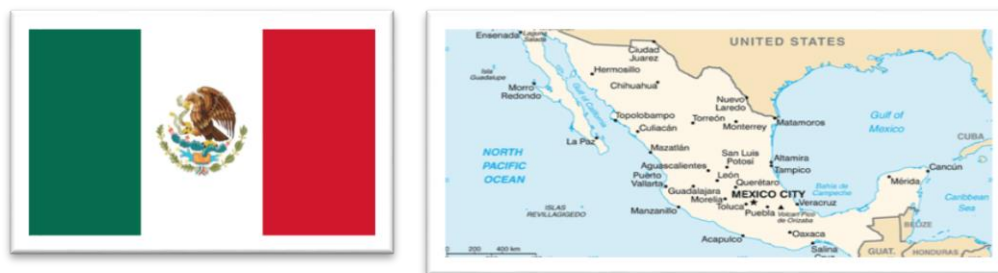 Ensenada
Laguna
Salada
UNITED STATES
Ciudad
Juarez
Isla
Guadalupe
Hermosillo
Chihuahua
Morro
Redondo
Gulf of California
Nuevo
Laredo
Topolobampo
Torreón
Monterrey
Matamoros
Gulf of
Mexico
Culiacán
La Paz
CUBA
Mazatlán
NORTH
PACIFIC
OCEAN
San Luis
Potosí
Altamira
Tampico
Aguascalientes
Cancún
Puerto
Vallarta
León
Querétaro
Mérida
Guadalajara
MEXICO CITY
Bahía de
Campeche
Morelia
Toluca
Veracruz
Caribbean
Sea
ISLAS
REVILLAGIGEDO
Manzanillo
Puebla
Volcan Pico
de Orizaba
BELIZE
Acapulco
Oaxaca
Salina
Cruz
GUAT.
HONDURAS
0 200 400 km